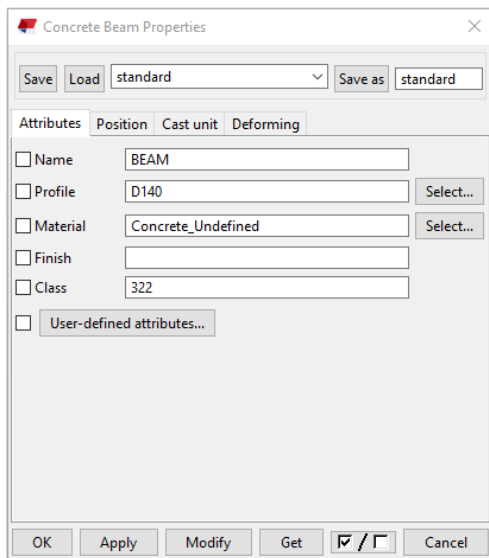 Concrete Beam Properties
Save Load standard Save as standard
Attributes Position Cast unit Deforming
Name BEAM
Profile D140 Select...
Material Concrete_Undefined Select...
Finish
Class 322
User-defined attributes...
OK Apply Modify Get / Cancel